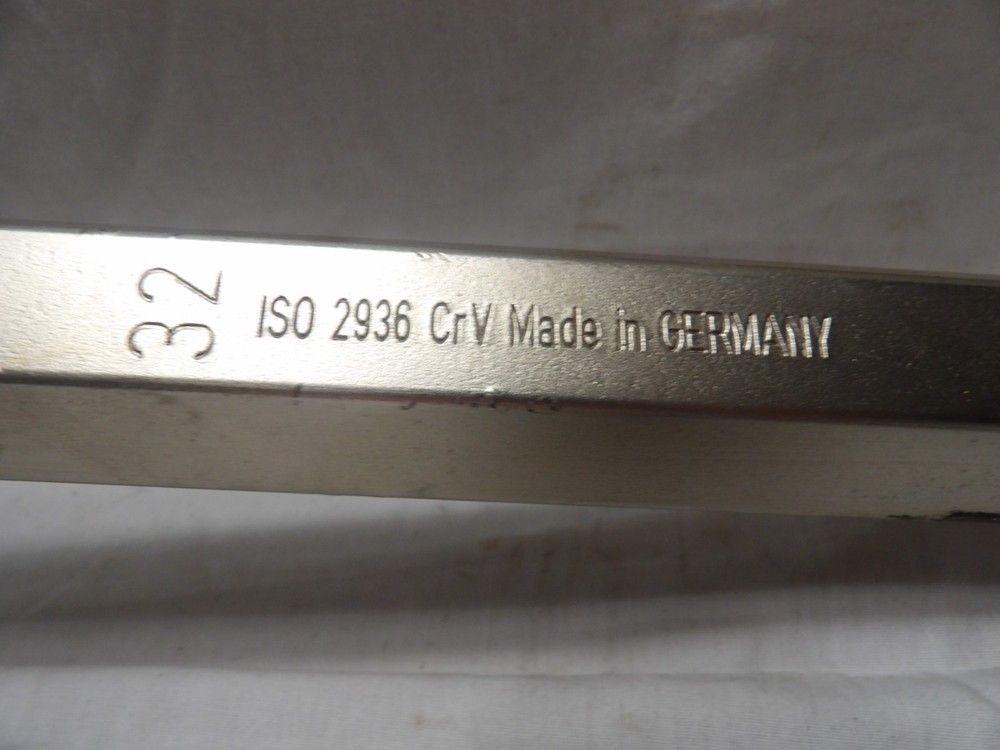 32
ISO 2936 CrV Made in GERMANY